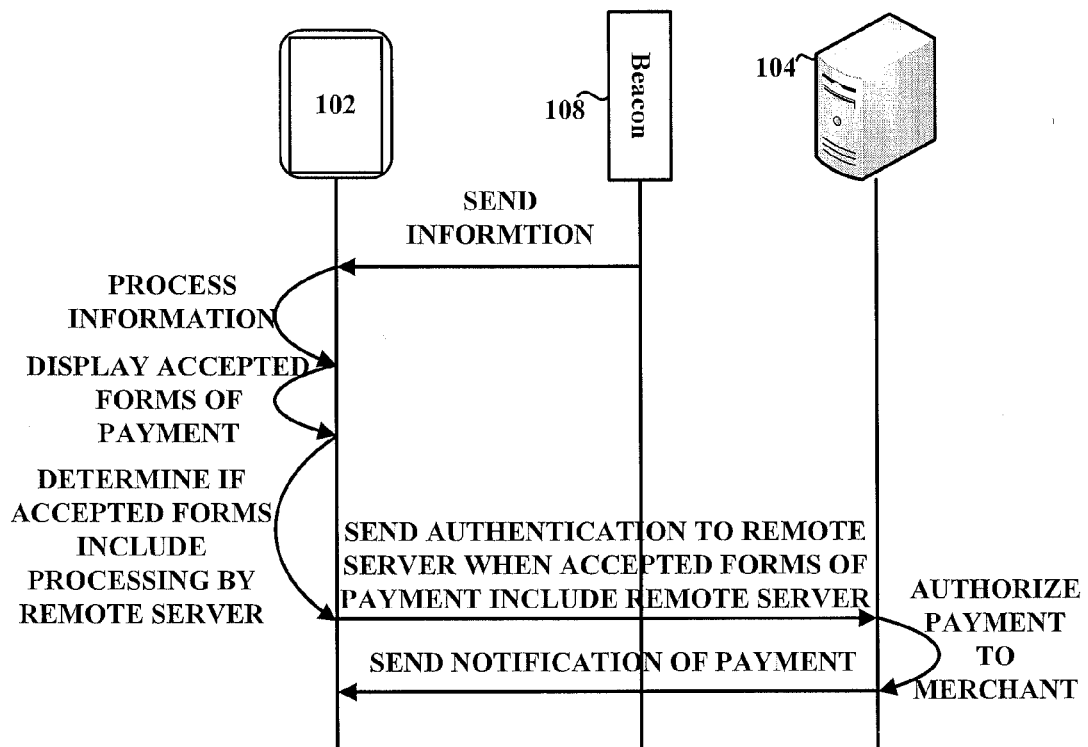 102
108
Beacon
104
SEND
INFORMTION
PROCESS
INFORMATION
DISPLAY ACCEPTED
FORMS OF
PAYMENT
DETERMINE IF
ACCEPTED FORMS
INCLUDE
PROCESSING BY
REMOTE SERVER
SEND AUTHENTICATION TO REMOTE
SERVER WHEN ACCEPTED FORMS OF
PAYMENT INCLUDE REMOTE SERVER
AUTHORIZE
PAYMENT
TO
MERCHANT
SEND NOTIFICATION OF PAYMENT